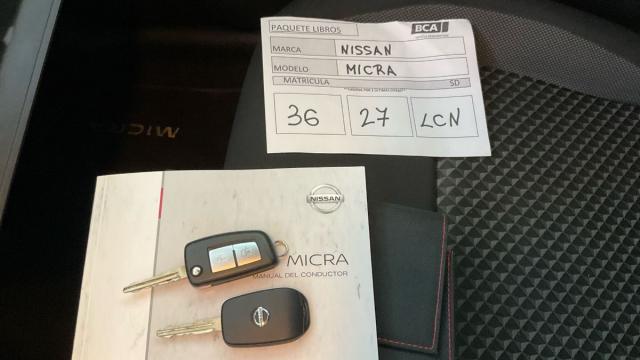 PAQUETE LIBROS
BCA
MARCA NISSAN
MODELO MICRA
MATRICULA SD
36 27 LCN
MICRA
NISSAN
MICRA
MANUAL DEL CONDUCTOR